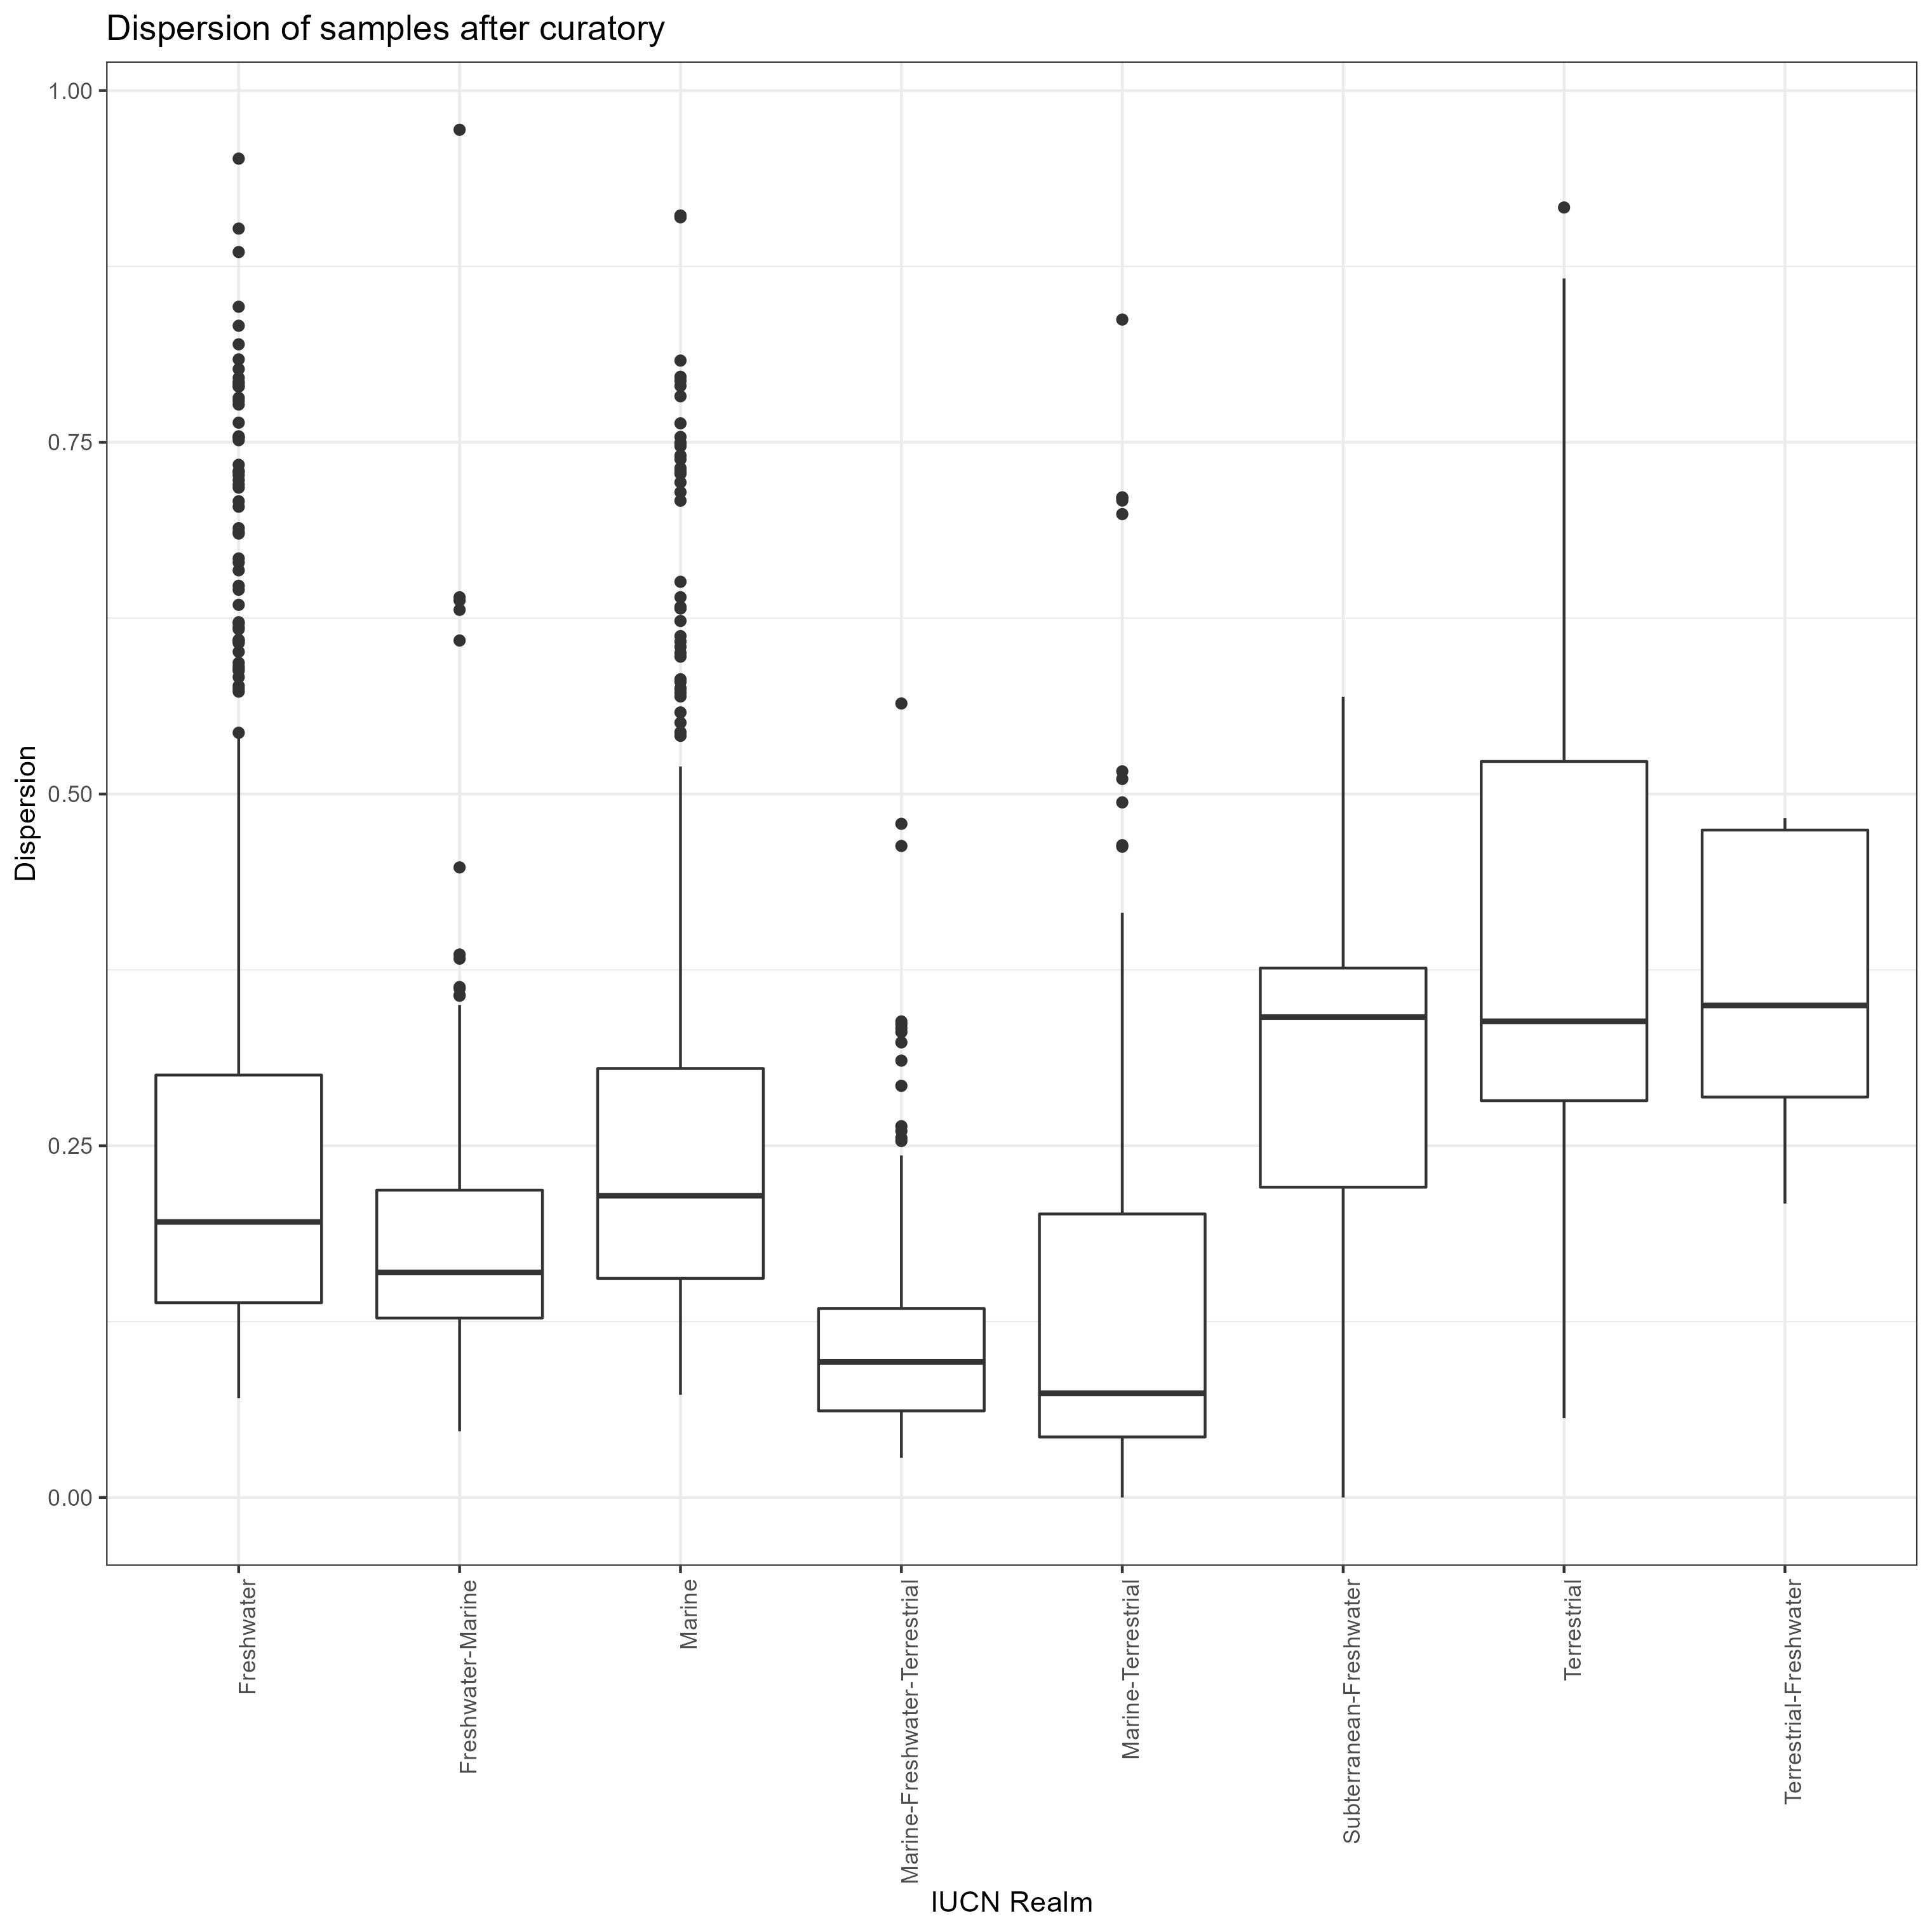 Dispersion of samples after curatory
1.00
0.75
0.50
0.25
0.00
Dispersion
Freshwater
Freshwater-Marine
Marine
Marine-Freshwater-Terrestrial
Marine-Terrestrial
Subterranean-Freshwater
Terrestrial
Terrestrial-Freshwater
IUCN Realm